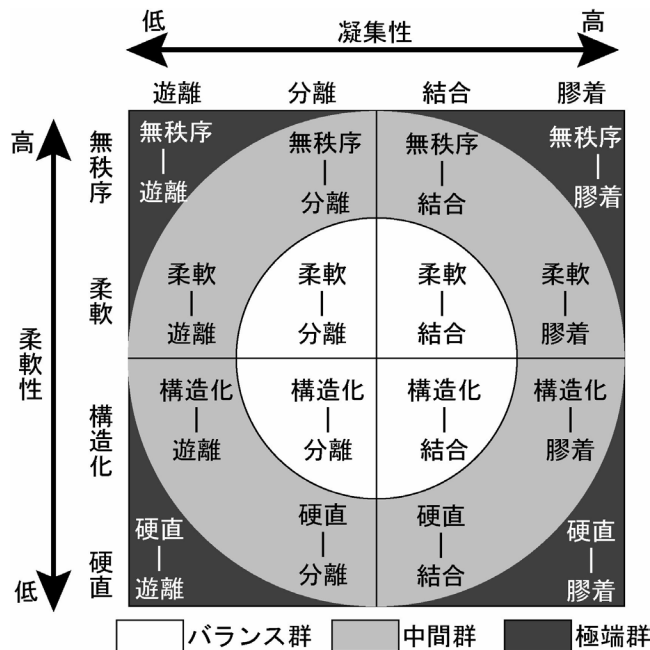 低 凝集性 高
遊離 分離 結合 膠着
高 柔軟性 低
無秩序
柔軟
構造化
硬直
無秩序 無秩序 無秩序 無秩序
遊離 分離 結合 膠着
柔軟 柔軟 柔軟 柔軟
遊離 分離 結合 膠着
構造化 構造化 構造化 構造化
遊離 分離 結合 膠着
硬直 硬直 硬直 硬直
遊離 分離 結合 膠着
バランス群 中間群 極端群